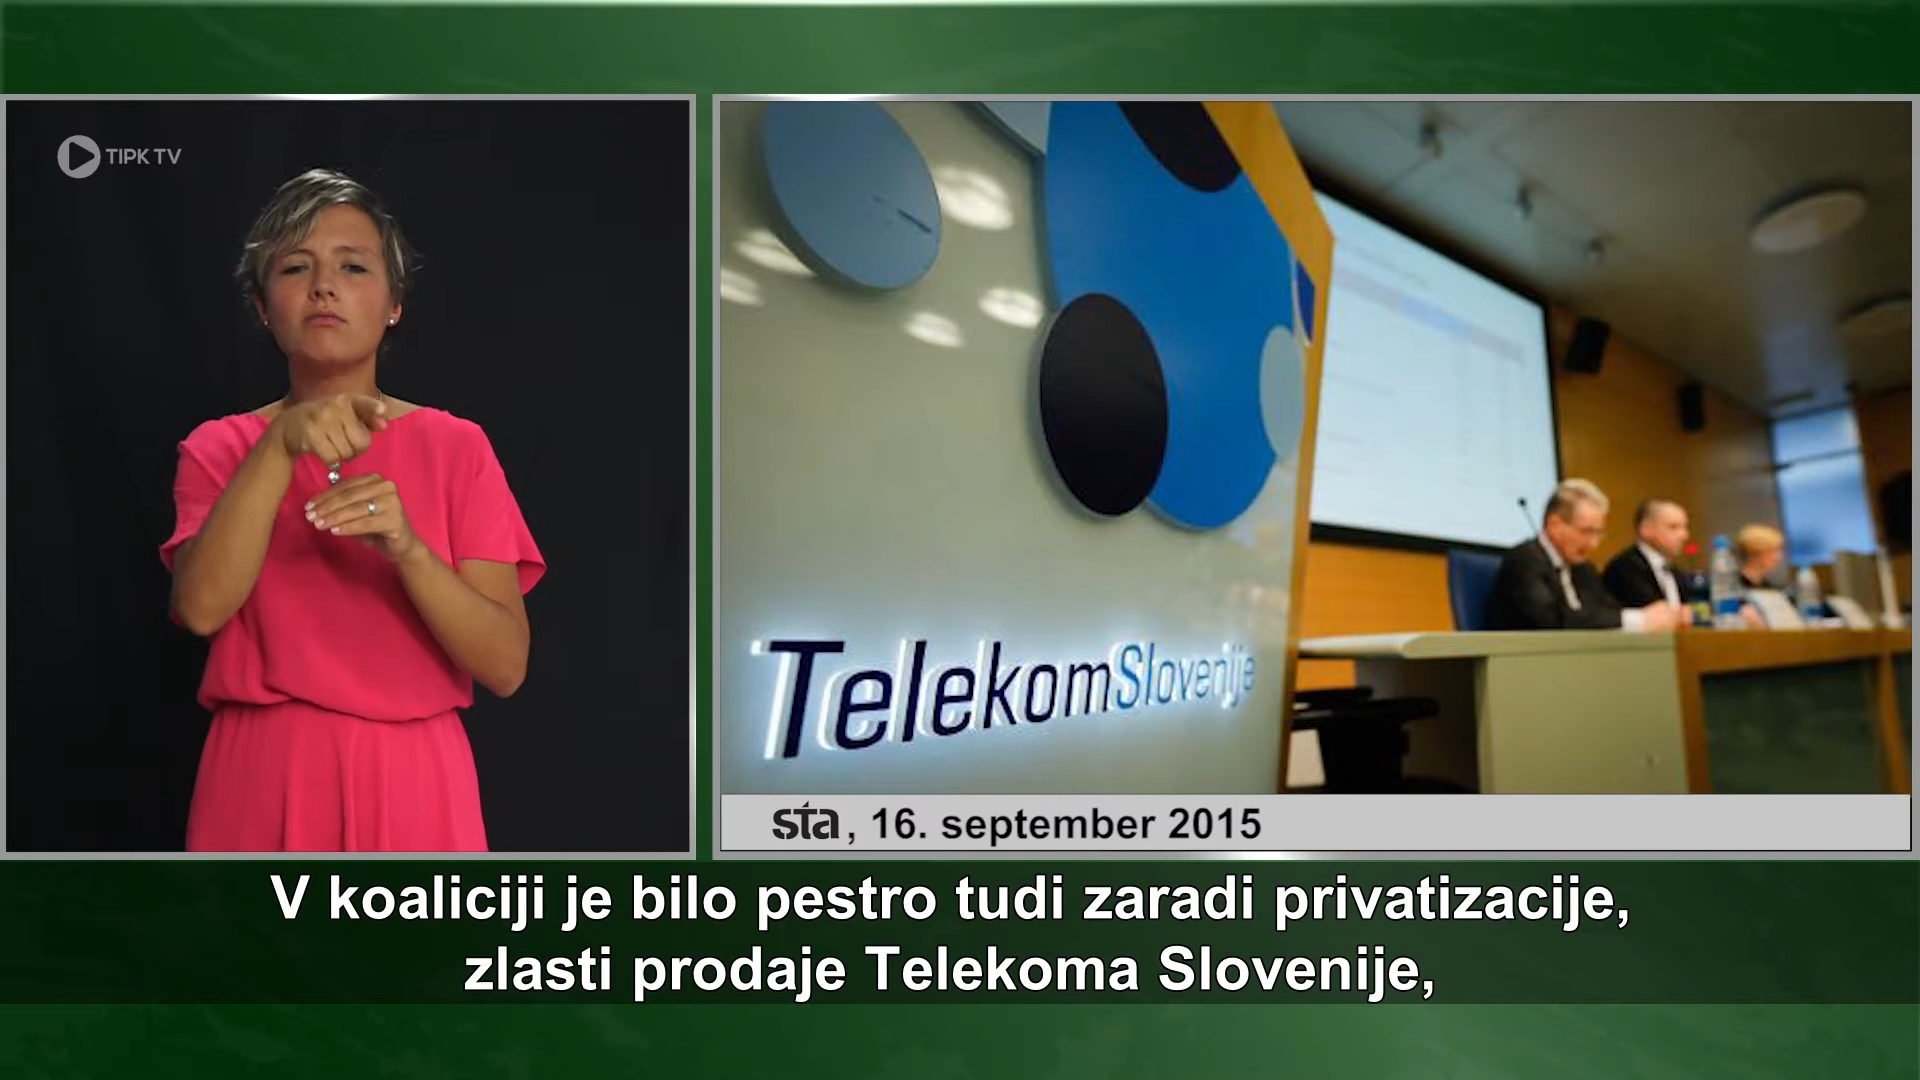 TIPK TV
TelekomSlovenije
sta, 16. september 2015
V koaliciji je bilo pestro tudi zaradi privatizacije,
zlasti prodaje Telekoma Slovenije,